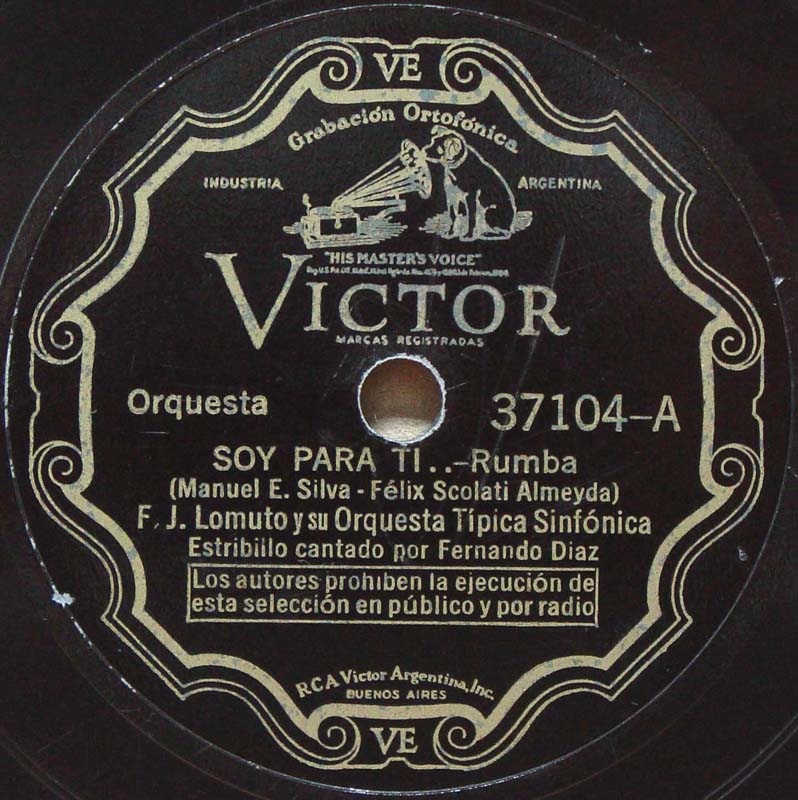 VE
Grabación Ortofónica
INDUSTRIA ARGENTINA
"HIS MASTER'S VOICE"
VICTOR
MARCAS REGISTRADAS
Orquesta 37104-A
SOY PARA TI..-Rumba
(Manuel E. Silva - Félix Scolati Almeyda)
F. J. Lomuto y su Orquesta Típica Sinfónica
Estribillo cantado por Fernando Diaz
Los autores prohiben la ejecución de
esta selección en público y por radio
RCA Victor Argentina, Inc.
BUENOS AIRES
VE